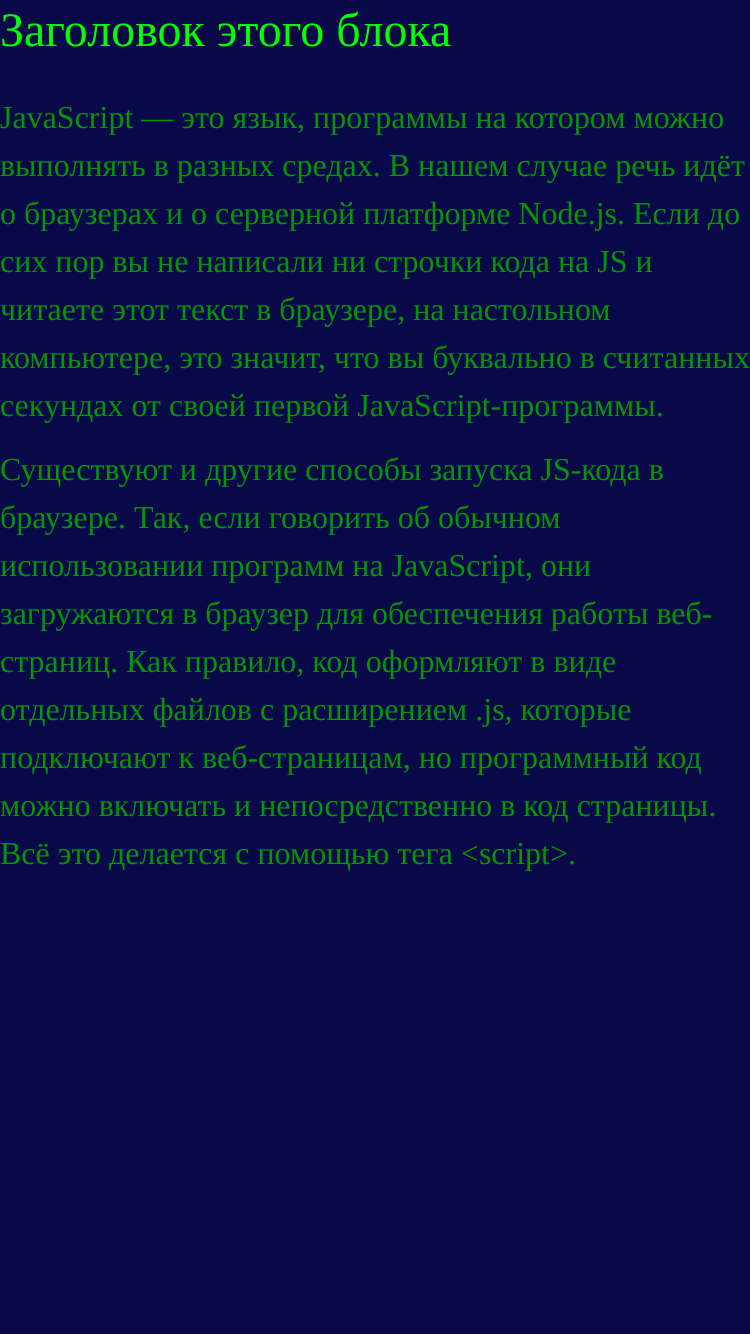 Заголовок этого блока
JavaScript — это язык, программы на котором можно
выполнять в разных средах. В нашем случае речь идёт
о браузерах и о серверной платформе Node.js. Если до
сих пор вы не написали ни строчки кода на JS и
читаете этот текст в браузере, на настольном
компьютере, это значит, что вы буквально в считанных
секундах от своей первой JavaScript-программы.
Существуют и другие способы запуска JS-кода в
браузере. Так, если говорить об обычном
использовании программ на JavaScript, они
загружаются в браузер для обеспечения работы веб-
страниц. Как правило, код оформляют в виде
отдельных файлов с расширением .js, которые
подключают к веб-страницам, но программный код
можно включать и непосредственно в код страницы.
Всё это делается с помощью тега <script>.